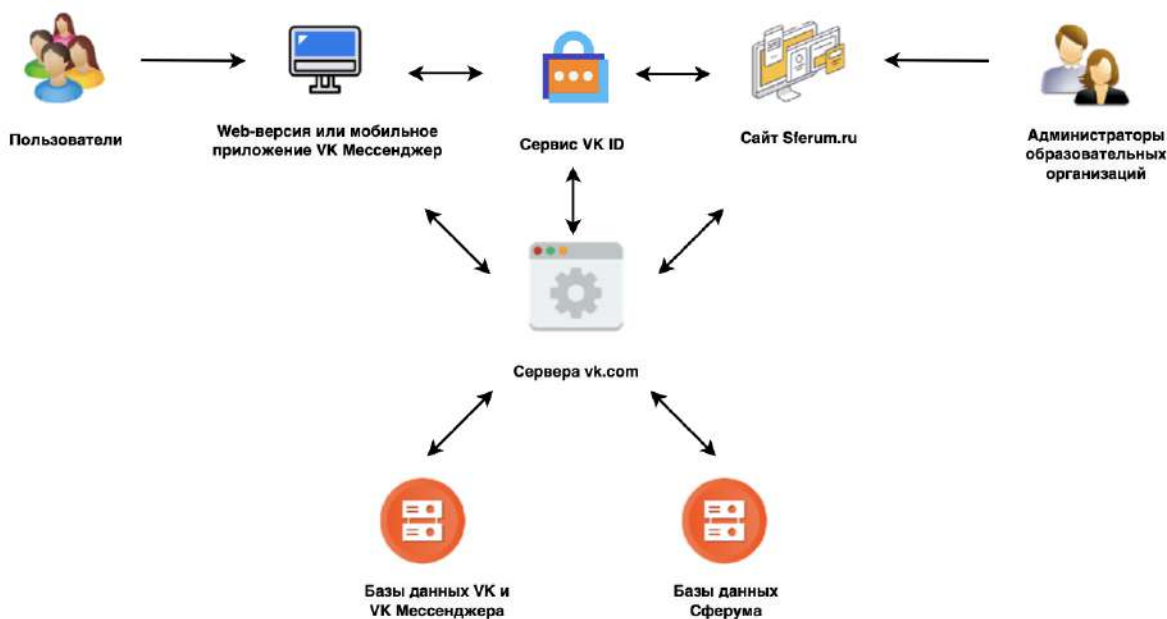 Пользователи
Web-версия или мобильное
приложение VK Мессенджер
Сервис VK ID
Сайт Sferum.ru
Администраторы
образовательных
организаций
Сервера vk.com
Базы данных VK и
VK Мессенджера
Базы данных
Сферума